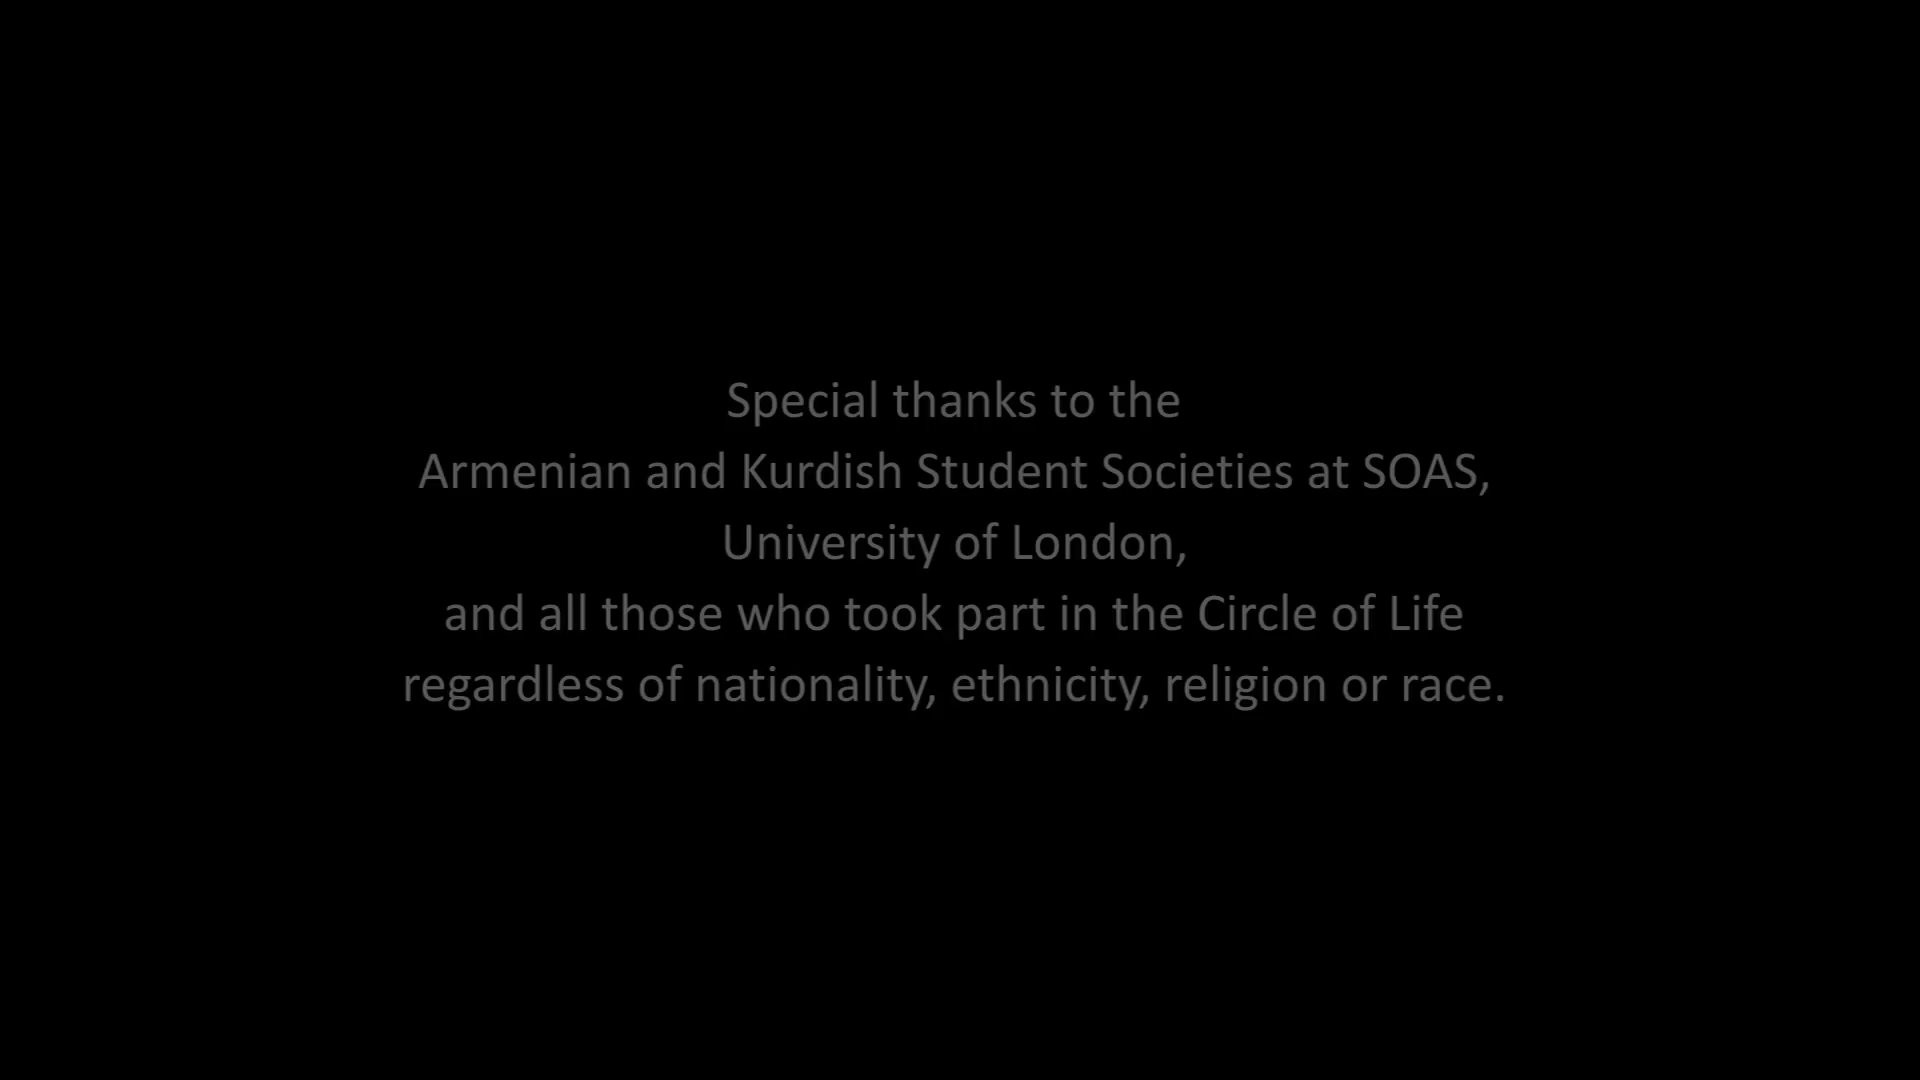 Special thanks to the
Armenian and Kurdish Student Societies at SOAS,
University of London,
and all those who took part in the Circle of Life
regardless of nationality, ethnicity, religion or race.